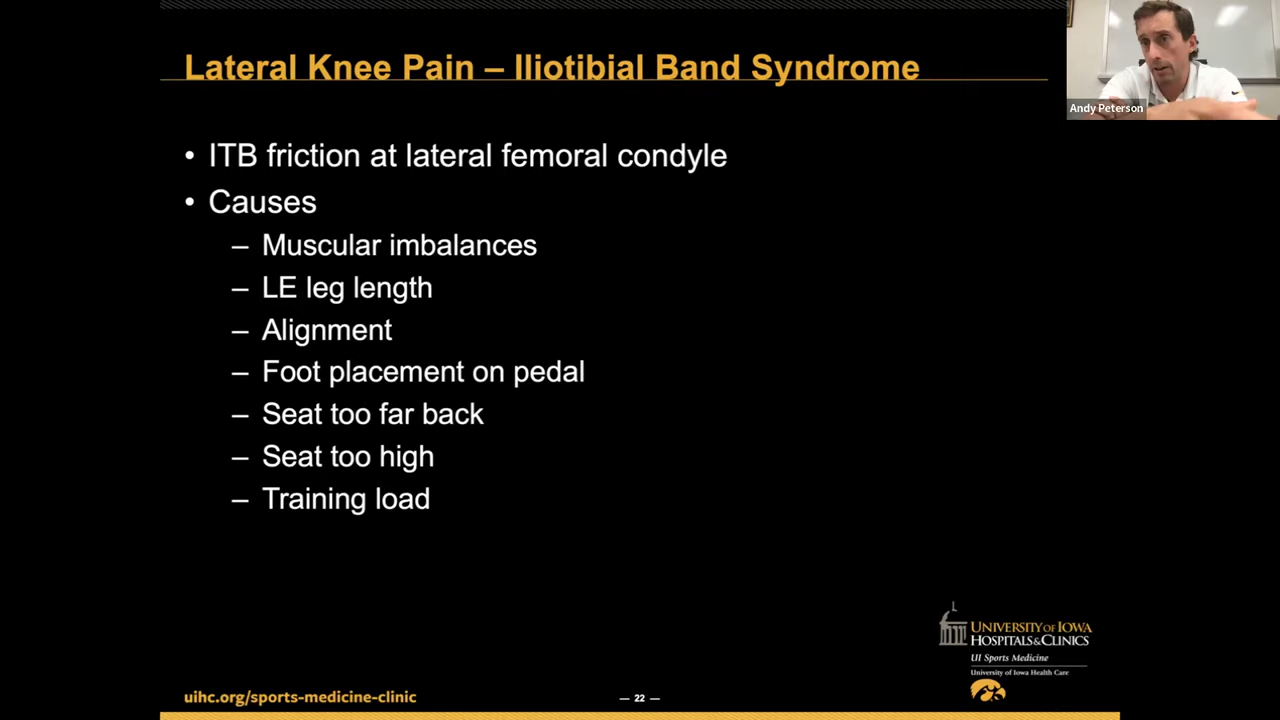 Lateral Knee Pain – Iliotibial Band Syndrome
Andy Peterson
• ITB friction at lateral femoral condyle
• Causes
– Muscular imbalances
– LE leg length
– Alignment
– Foot placement on pedal
– Seat too far back
– Seat too high
– Training load
UNIVERSITY OF IOWA
HOSPITALS & CLINICS
UI Sports Medicine
University of Iowa Health Care
uihc.org/sports-medicine-clinic
— 22 —